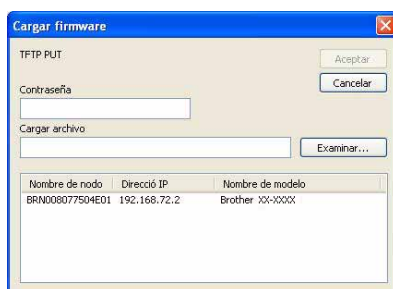 Cargar firmware
TFTP PUT
Aceptar
Cancelar
Contraseña
Cargar archivo
Examinar...
Nombre de nodo Direcció IP Nombre de modelo
BRN008077504E01 192.168.72.2 Brother XX-XXXX